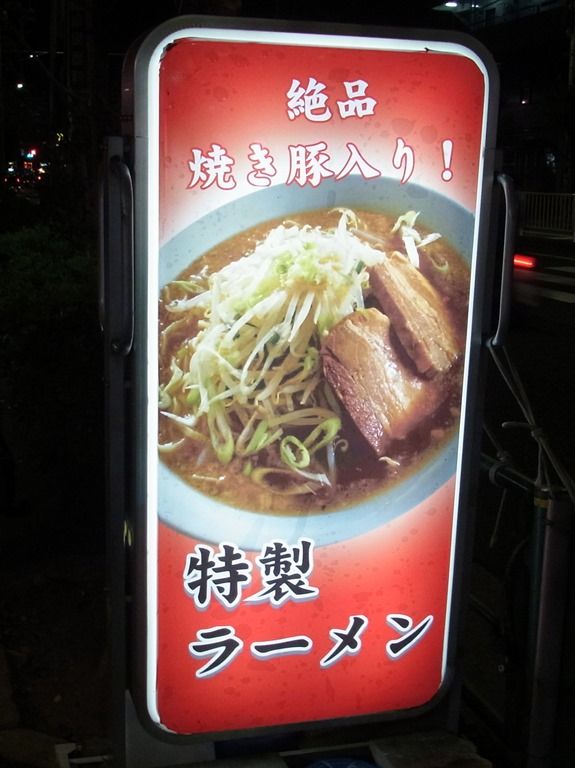 絶品
焼き豚入り！
特製
ラーメン